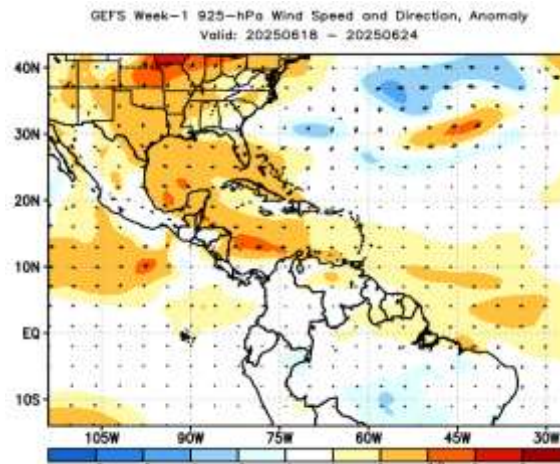 GEFS Week-1 925-hPa Wind Speed and Direction, Anomaly
Valid: 20250618 - 20250624
40N
30N
20N
10N
EQ
10S
105W 90W 75W 60W 45W 30W